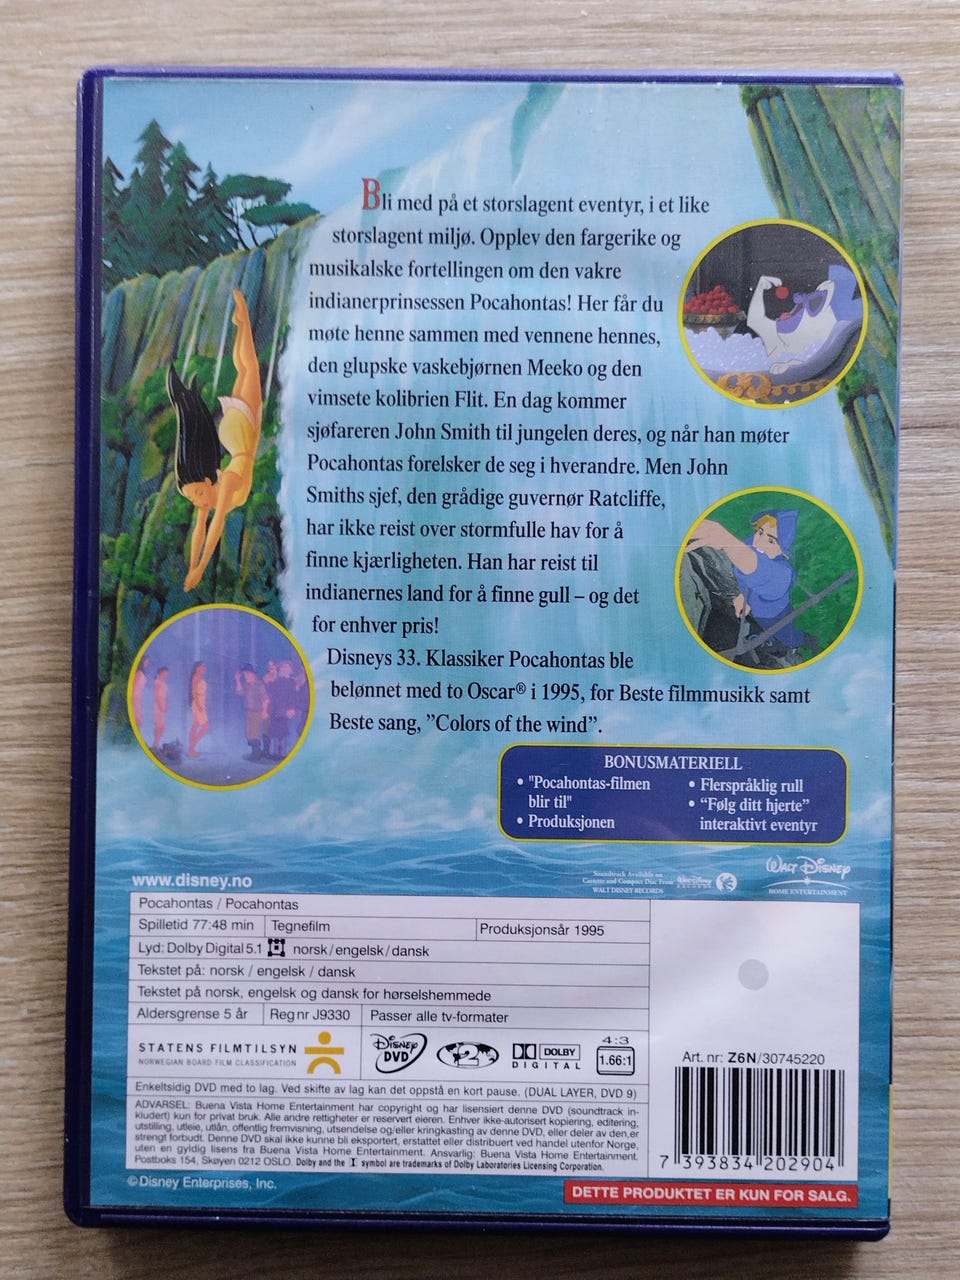 Bli med på et storslagent eventyr, i et like
storslagent miljø. Opplev den fargerike og
musikalske fortellingen om den vakre
indianerprinsessen Pocahontas! Her får du
møte henne sammen med vennene hennes,
den glupske vaskebjørnen Meeko og den
vimsete kolibrien Flit. En dag kommer
sjøfareren John Smith til jungelen deres, og når han møter
Pocahontas forelsker de seg i hverandre. Men John
Smiths sjef, den grådige guvernør Ratcliffe,
har ikke reist over stormfulle hav for å
finne kjærligheten. Han har reist til
indianernes land for å finne gull – og det
for enhver pris!
Disneys 33. Klassiker Pocahontas ble
belønnet med to Oscar® i 1995, for Beste filmmusikk samt
Beste sang, ”Colors of the wind”.
BONUSMATERIELL
• "Pocahontas-filmen
blir til"
• Produksjonen
• Flerspråklig rull
• “Følg ditt hjerte”
interaktivt eventyr
www.disney.no
Soundtrack Available on
Cassette and Compact Disc From
WALT DISNEY RECORDS
Walt Disney
RECORDS
Walt Disney
HOME ENTERTAINMENT
Pocahontas / Pocahontas
Spilletid 77:48 min
Tegnefilm
Produksjonsår 1995
Lyd: Dolby Digital 5.1 norsk/engelsk/dansk
Tekstet på: norsk / engelsk / dansk
Tekstet på norsk, engelsk og dansk for hørselshemmede
Aldersgrense 5 år
Reg nr J9330
Passer alle tv-formater
STATENS FILMTILSYN
NORWEGIAN BOARD FILM CLASSIFICATION
Disney
DVD
2
DOLBY
DIGITAL
4:3
1.66:1
Art. nr: Z6N/30745220
Enkeltsidig DVD med to lag. Ved skifte av lag kan det oppstå en kort pause. (DUAL LAYER, DVD 9)
ADVARSEL: Buena Vista Home Entertainment har copyright og har lisensiert denne DVD (soundtrack in-
kludert) kun for privat bruk. Alle andre rettigheter er reservert eieren. Enhver ikke-autorisert kopiering, editering,
utstilling, utleie, utlån, offentlig fremvisning, utsendelse og/eller kringkasting av denne DVD, eller deler av den,er
strengt forbudt. Denne DVD skal ikke kunne bli eksportert, erstattet eller distribuert ved handel utenfor Norge,
uten en gyldig lisens fra Buena Vista Home Entertainment. Ansvarlig: Buena Vista Home Entertainment.
Postboks 154, Skøyen 0212 OSLO. Dolby and the symbol are trademarks of Dolby Laboratories Licensing Corporation.
7 393834 202904
©Disney Enterprises, Inc.
DETTE PRODUKTET ER KUN FOR SALG.